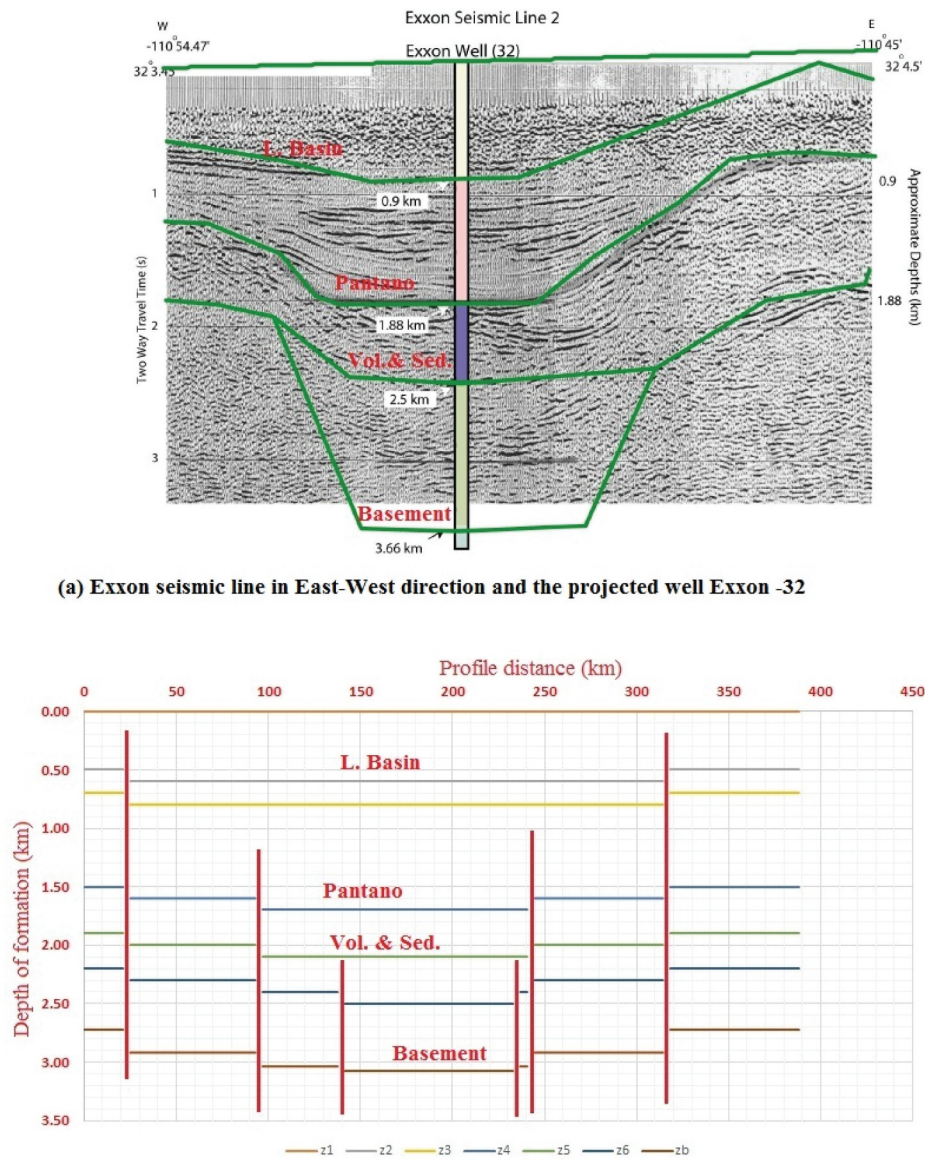 Exxon Seismic Line 2
W
E
-110°54.47'
-110°45'
32°3.45'
Exxon Well (32)
32°4.5'
L. Basin
1
0.9 km
0.9
Pantano
1.88 km
1.88
2
Vol.& Sed.
2.5 km
3
Basement
3.66 km
Two Way Travel Time (s)
Approximate Depths (km)
(a) Exxon seismic line in East-West direction and the projected well Exxon -32
Profile distance (km)
0 50 100 150 200 250 300 350 400 450
0.00
0.50
1.00
1.50
2.00
2.50
3.00
3.50
Depth of formation (km)
L. Basin
Pantano
Vol. & Sed.
Basement
z1 z2 z3 z4 z5 z6 zb